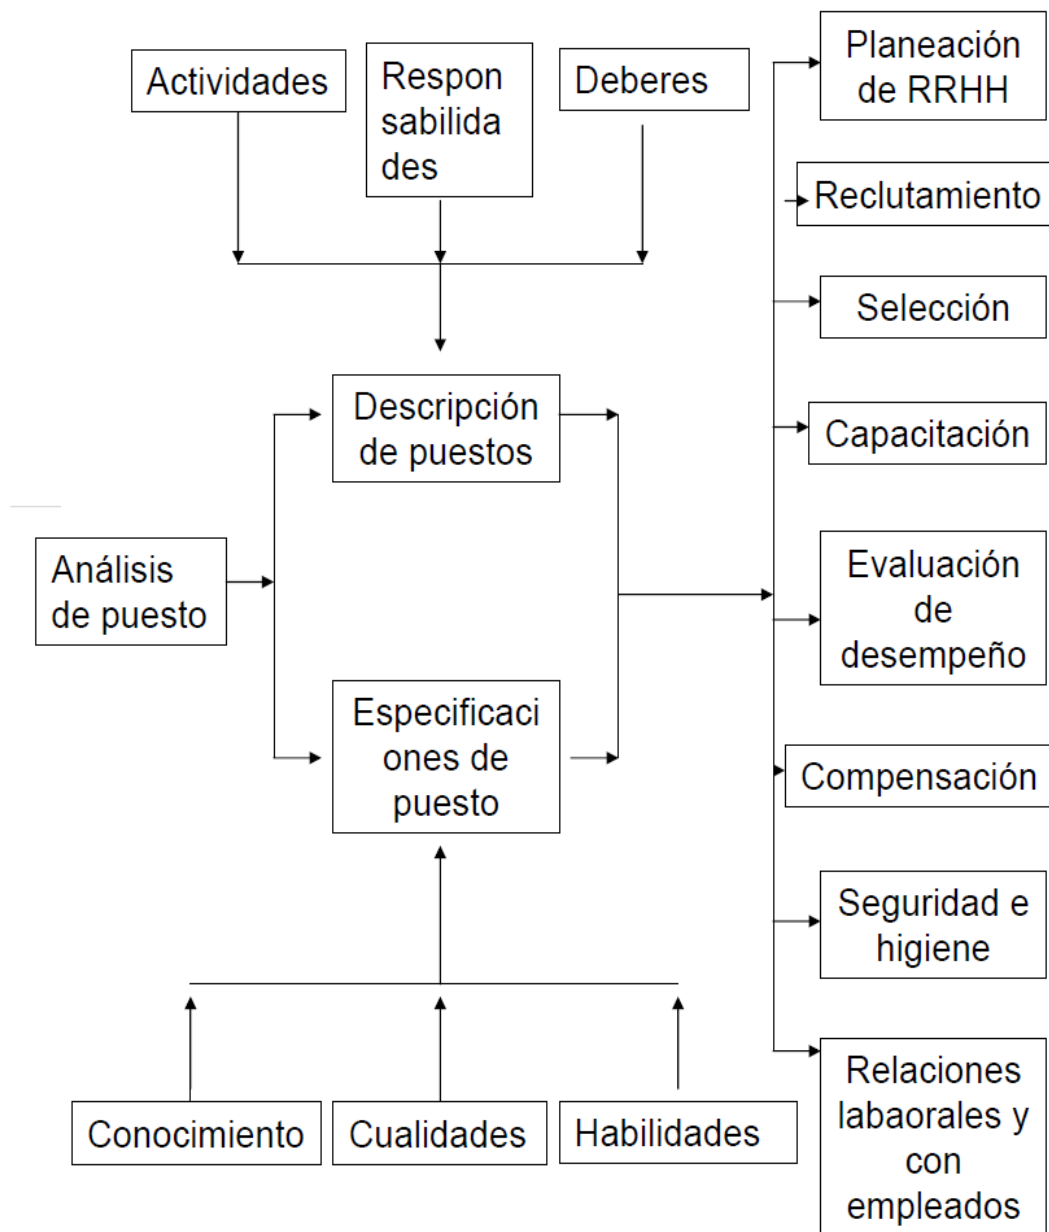 Actividades
Respon
sabilida
des
Deberes
Planeación
de RRHH
Reclutamiento
Selección
Descripción
de puestos
Capacitación
Análisis
de puesto
Evaluación
de
desempeño
Especificaci
ones de
puesto
Compensación
Seguridad e
higiene
Conocimiento
Cualidades
Habilidades
Relaciones
labaorales y
con
empleados